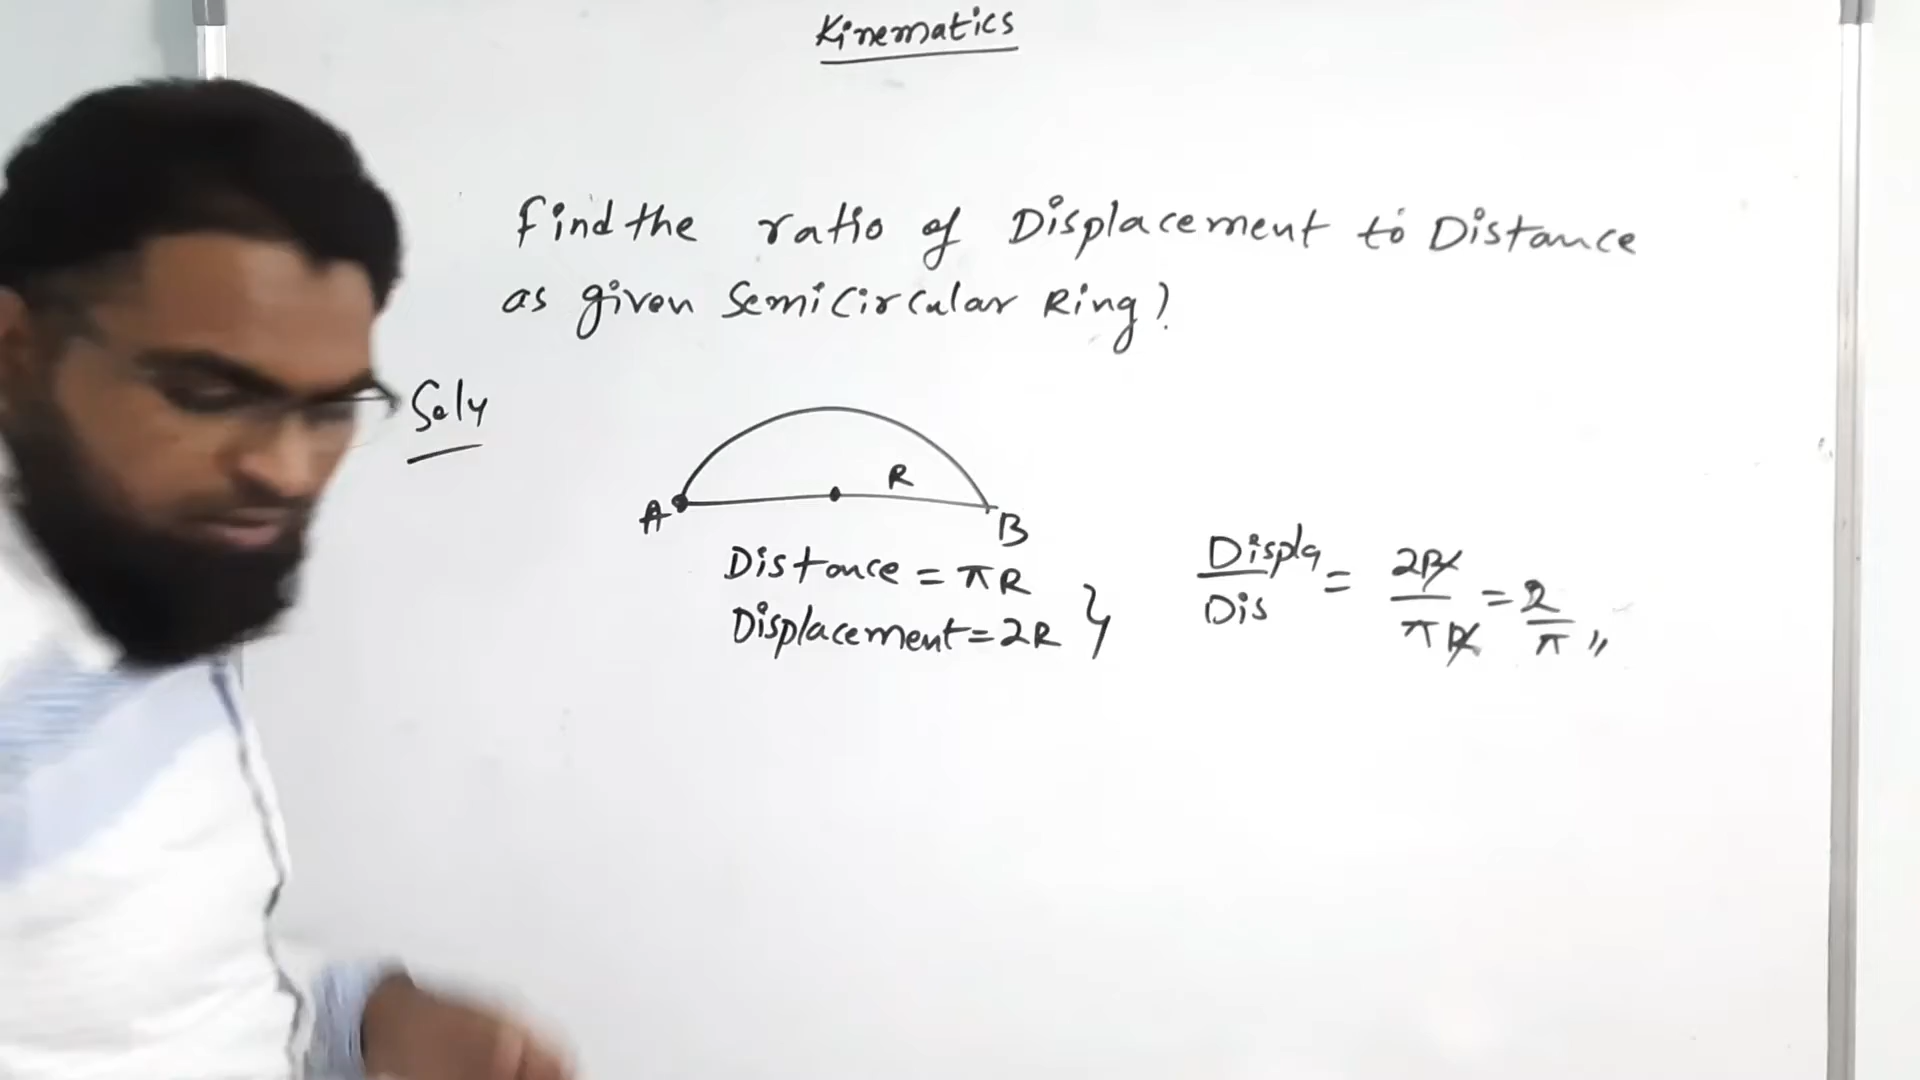 Kinematics
Find the ratio of Displacement to Distance
as given SemiCircular Ring?
Soly
R
A
B
Distance = πR
Displacement = 2R }
Displa/Dis = 2R/πR = 2/π "